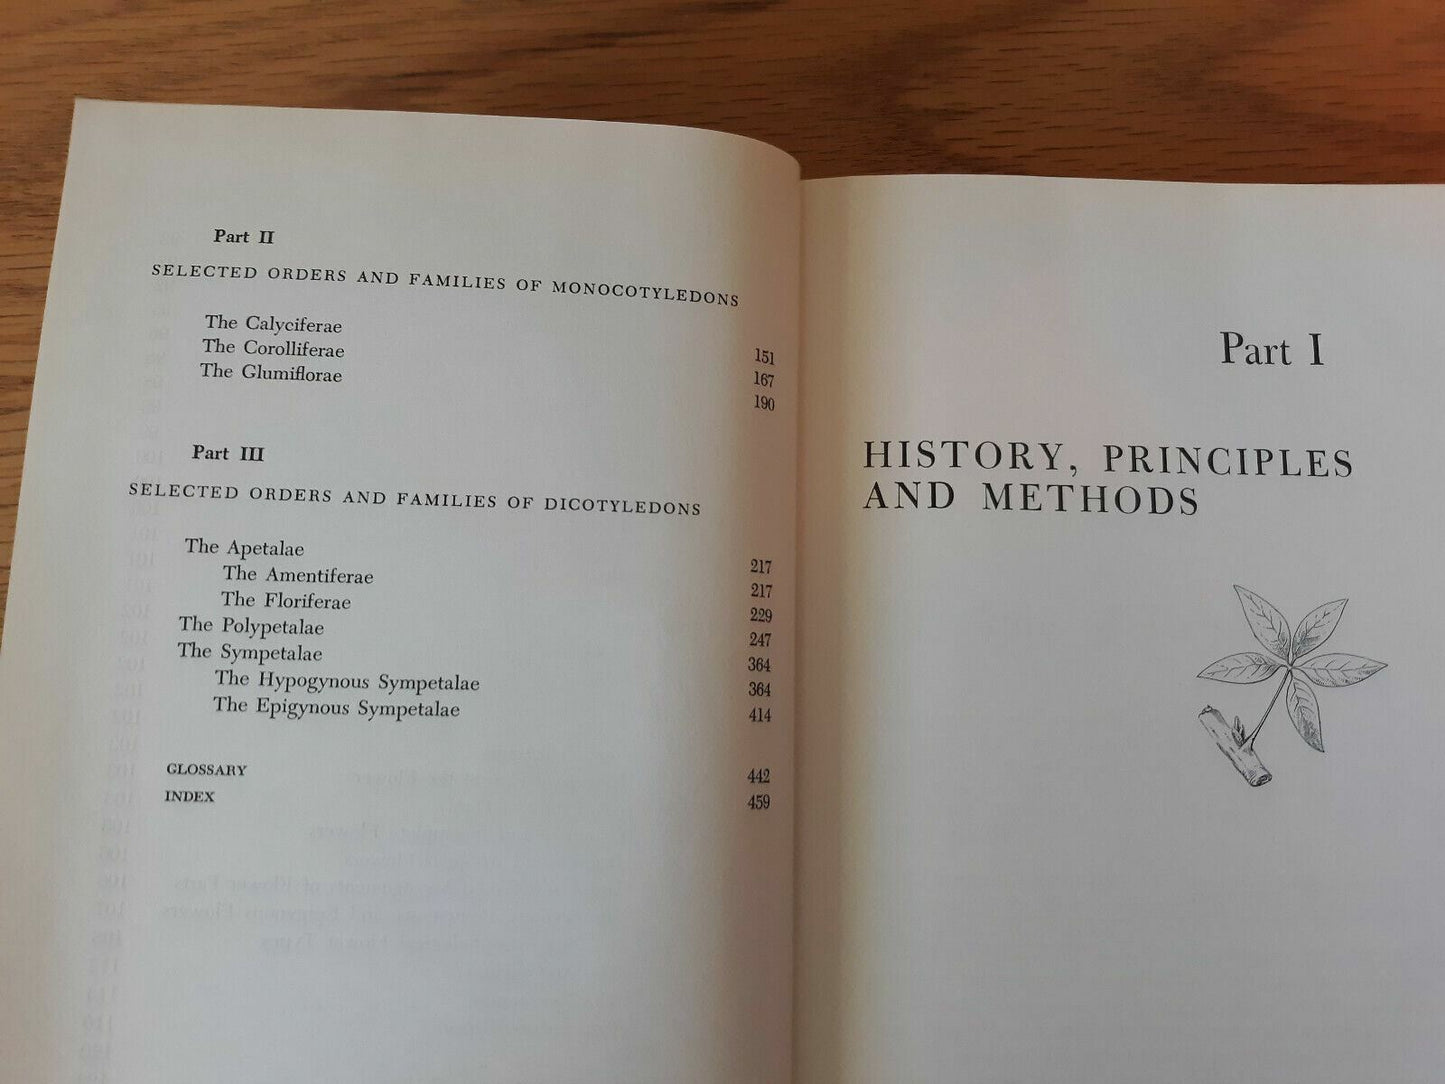 Part II
SELECTED ORDERS AND FAMILIES OF MONOCOTYLEDONS
The Calyciferae 151
The Corolliferae 167
The Glumiflorae 190
Part III
SELECTED ORDERS AND FAMILIES OF DICOTYLEDONS
The Apetalae 217
The Amentiferae 217
The Floriferae 229
The Polypetalae 247
The Sympetalae 364
The Hypogynous Sympetalae 364
The Epigynous Sympetalae 414
GLOSSARY 442
INDEX 459
Part I
HISTORY, PRINCIPLES
AND METHODS